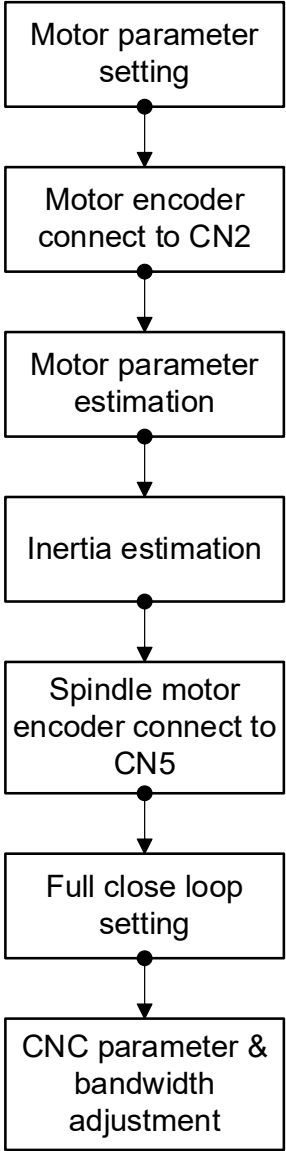 Motor parameter
setting
Motor encoder
connect to CN2
Motor parameter
estimation
Inertia estimation
Spindle motor
encoder connect to
CN5
Full close loop
setting
CNC parameter &
bandwidth
adjustment